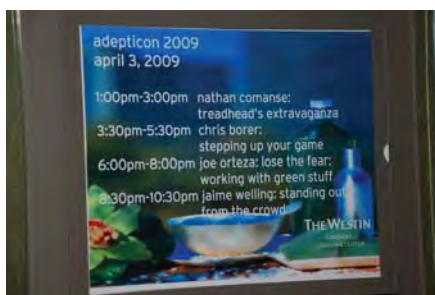 adepticon 2009
april 3, 2009
1:00pm-3:00pm nathan comanse:
treadhead's extravaganza
3:30pm-5:30pm chris borer:
stepping up your game
6:00pm-8:00pm joe orteza: lose the fear:
working with green stuff
8:30pm-10:30pm jaime welling: standing out
from the crowd
THE WESTIN